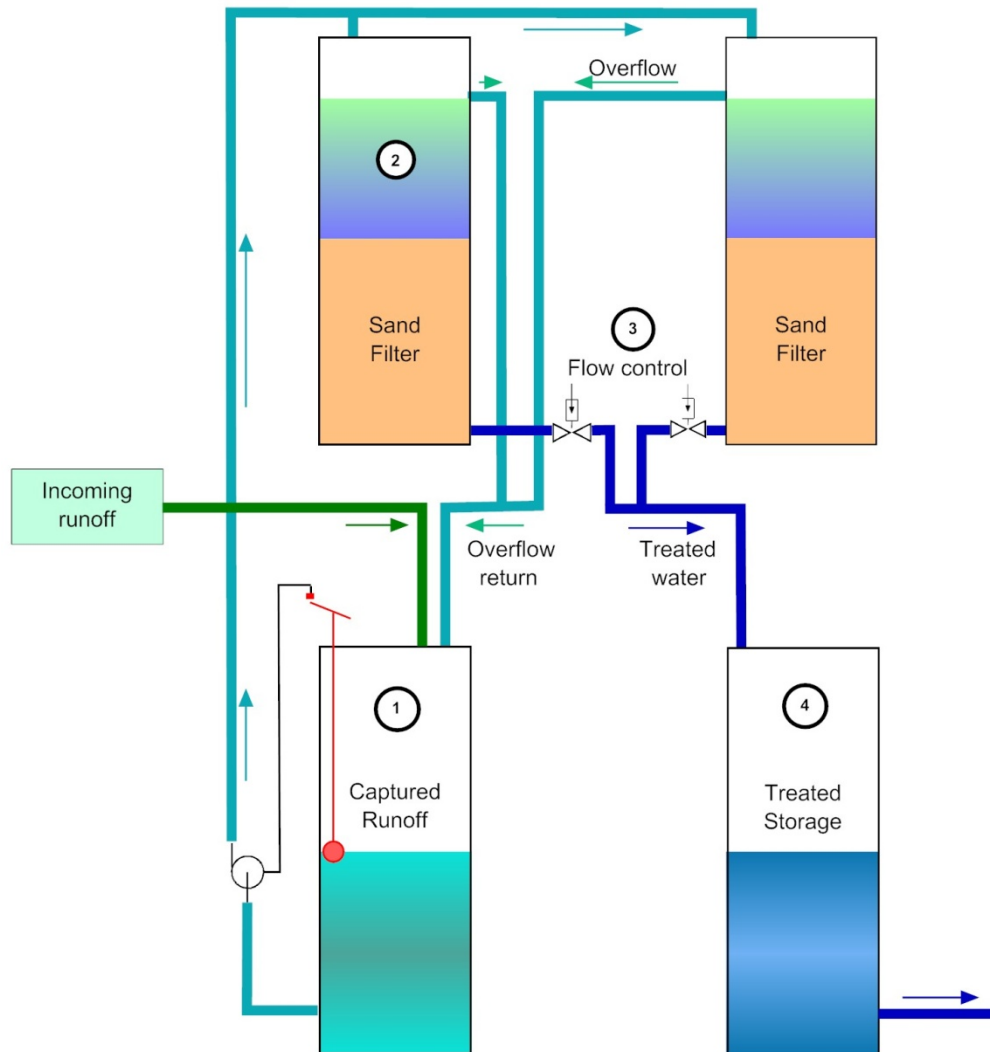 Overflow
2
Sand
Filter
3
Flow control
Sand
Filter
Incoming
runoff
Overflow
return
Treated
water
1
Captured
Runoff
4
Treated
Storage